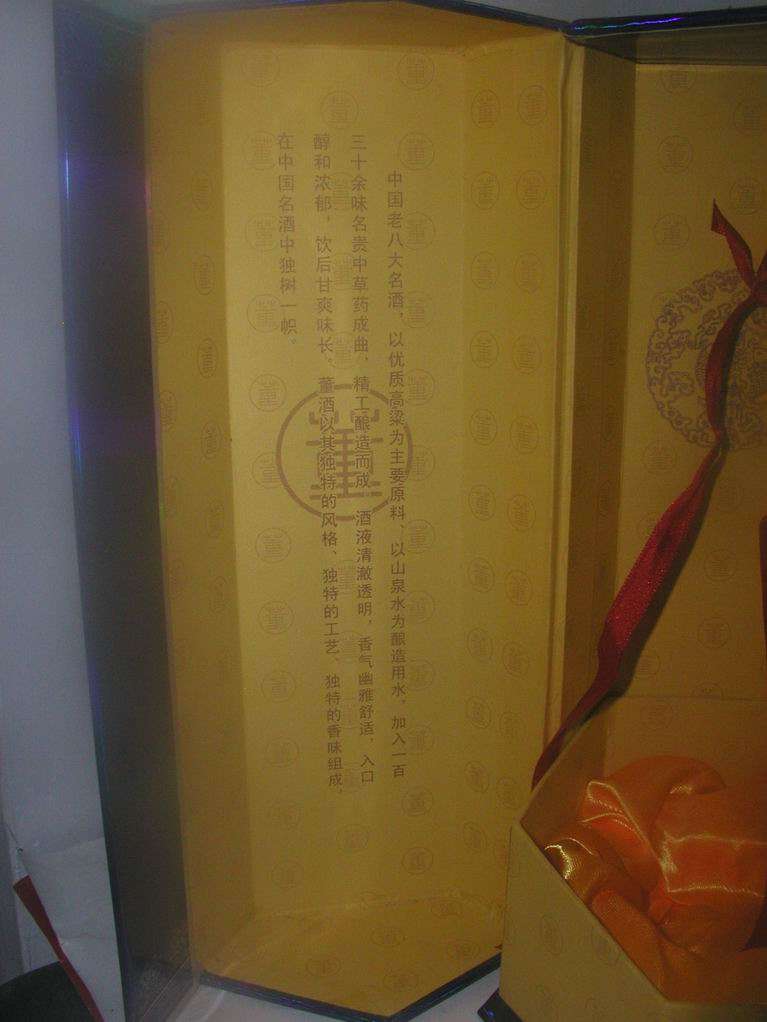 中国老八大名酒，以优质高粱为主要原料、以山泉水为酿造用水、加入一百
三十余味名贵中草药成曲，精工酿造而成。酒液清澈透明，香气幽雅舒适，入口
醇和浓郁，饮后甘爽味长。董酒以其独特的风格、独特的工艺、独特的香味组成，
在中国名酒中独树一帜。
董